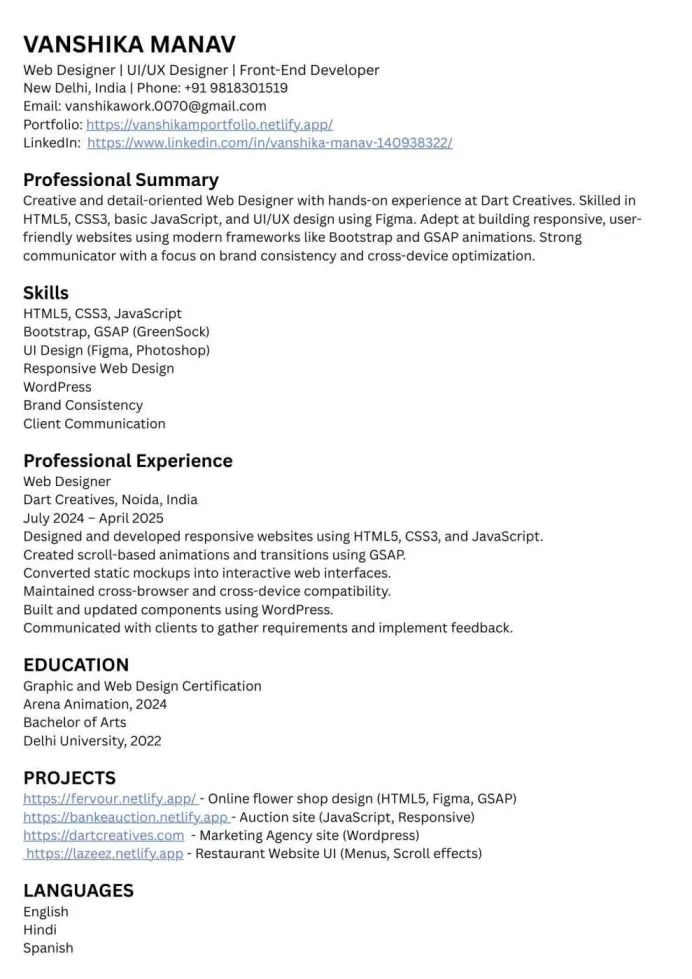 VANSHIKA MANAV
Web Designer | UI/UX Designer | Front-End Developer
New Delhi, India | Phone: +91 9818301519
Email: vanshikawork.0070@gmail.com
Portfolio: https://vanshikamportfolio.netlify.app/
LinkedIn: https://www.linkedin.com/in/vanshika-manav-140938322/
Professional Summary
Creative and detail-oriented Web Designer with hands-on experience at Dart Creatives. Skilled in
HTML5, CSS3, basic JavaScript, and UI/UX design using Figma. Adept at building responsive, user-
friendly websites using modern frameworks like Bootstrap and GSAP animations. Strong
communicator with a focus on brand consistency and cross-device optimization.
Skills
HTML5, CSS3, JavaScript
Bootstrap, GSAP (GreenSock)
UI Design (Figma, Photoshop)
Responsive Web Design
WordPress
Brand Consistency
Client Communication
Professional Experience
Web Designer
Dart Creatives, Noida, India
July 2024 – April 2025
Designed and developed responsive websites using HTML5, CSS3, and JavaScript.
Created scroll-based animations and transitions using GSAP.
Converted static mockups into interactive web interfaces.
Maintained cross-browser and cross-device compatibility.
Built and updated components using WordPress.
Communicated with clients to gather requirements and implement feedback.
EDUCATION
Graphic and Web Design Certification
Arena Animation, 2024
Bachelor of Arts
Delhi University, 2022
PROJECTS
https://fervour.netlify.app/ - Online flower shop design (HTML5, Figma, GSAP)
https://bankeauction.netlify.app - Auction site (JavaScript, Responsive)
https://dartcreatives.com - Marketing Agency site (Wordpress)
https://lazeez.netlify.app - Restaurant Website UI (Menus, Scroll effects)
LANGUAGES
English
Hindi
Spanish